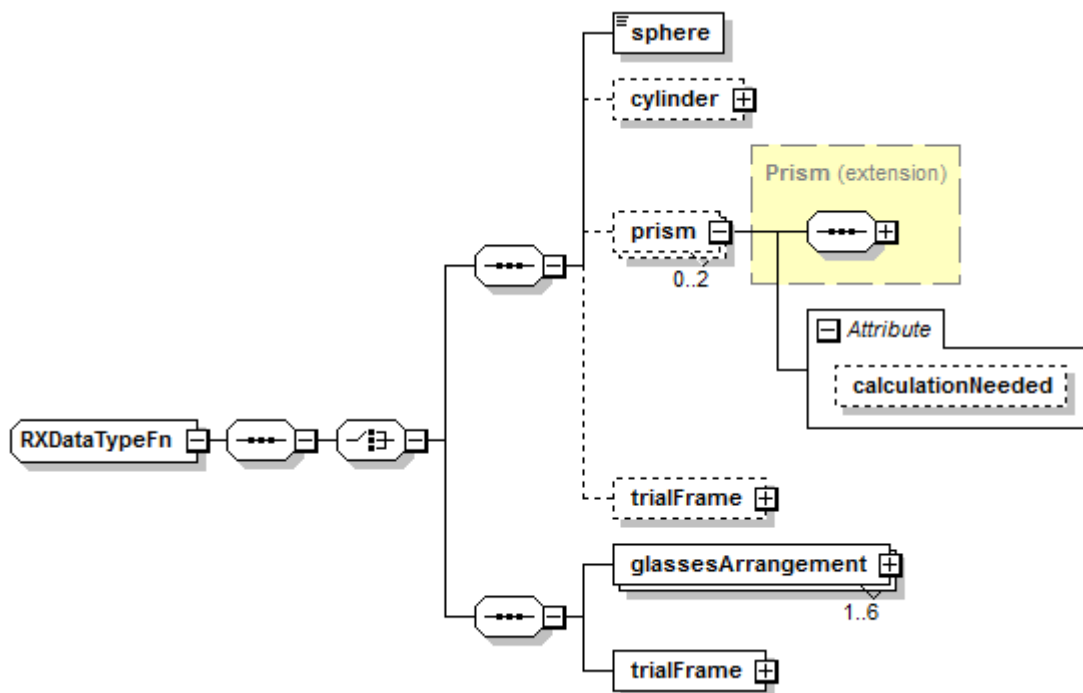 sphere
cylinder
Prism (extension)
prism
0..2
Attribute
calculationNeeded
RXDataTypeFn
trialFrame
glassesArrangement
1..6
trialFrame